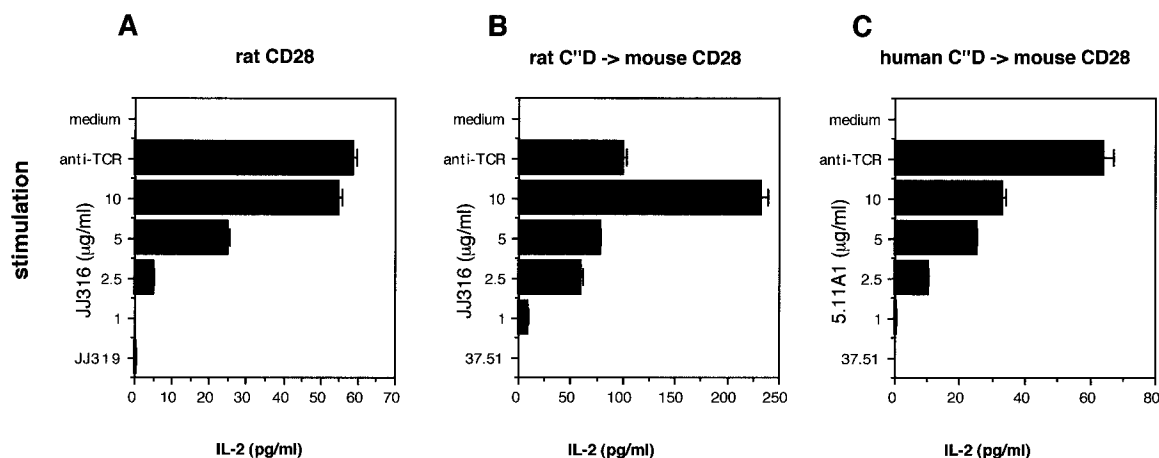 A
rat CD28
stimulation
JJ316 (µg/ml)
medium
anti-TCR
10
5
2.5
1
JJ319
0 10 20 30 40 50 60 70
IL-2 (pg/ml)
B
rat C"D -> mouse CD28
JJ316 (µg/ml)
medium
anti-TCR
10
5
2.5
1
37.51
0 50 100 150 200 250
IL-2 (pg/ml)
C
human C"D -> mouse CD28
5.11A1 (µg/ml)
medium
anti-TCR
10
5
2.5
1
37.51
0 20 40 60 80
IL-2 (pg/ml)